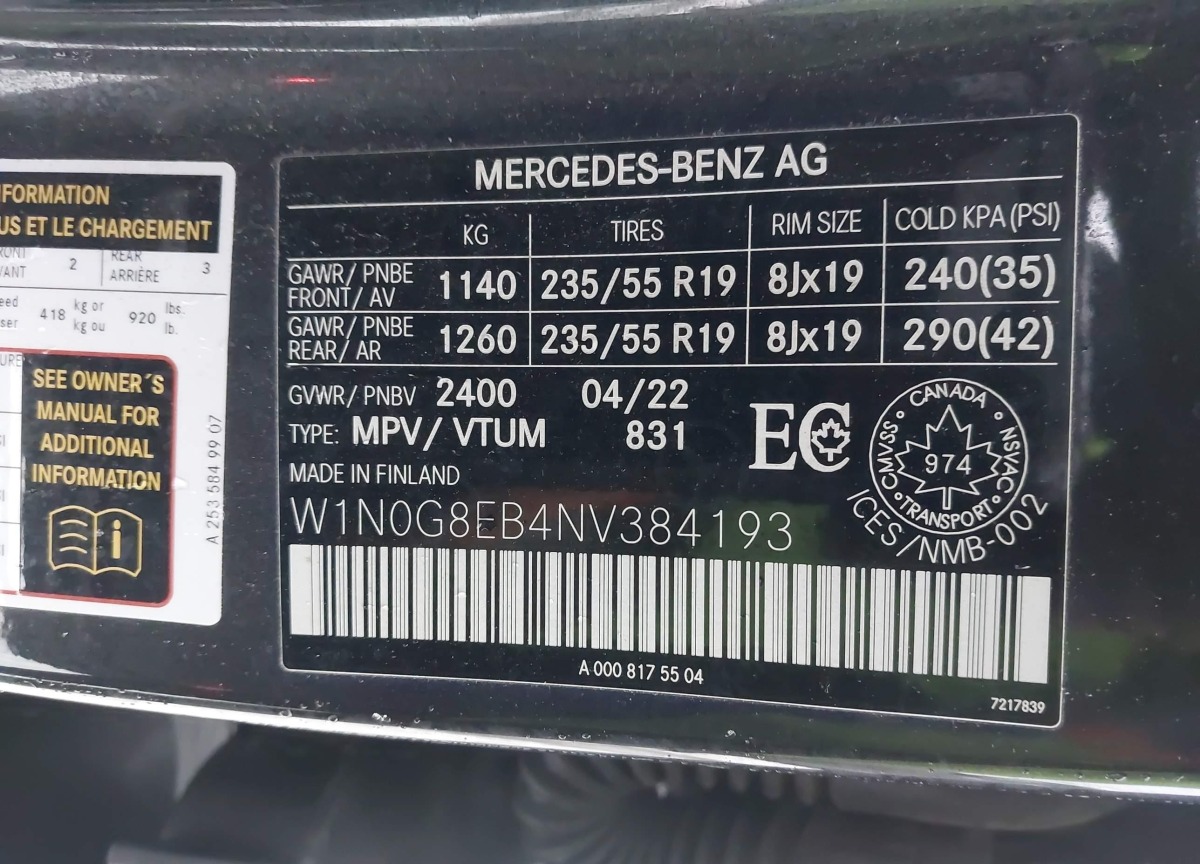 FORMATION
US ET LE CHARGEMENT
2
REAR
ARRIÈRE
3
418 kg or
kg ou
920 lbs.
lb.
SEE OWNER´S
MANUAL FOR
ADDITIONAL
INFORMATION
i
A 253 584 99 07
MERCEDES-BENZ AG
KG TIRES RIM SIZE COLD KPA (PSI)
GAWR/ PNBE
FRONT/ AV
1140 235/55 R19 8Jx19 240(35)
GAWR/ PNBE
REAR/ AR
1260 235/55 R19 8Jx19 290(42)
GVWR/ PNBV 2400 04/22
TYPE: MPV/ VTUM 831
MADE IN FINLAND
W1N0G8EB4NV384193
EC
CANADA
CMVSS • NSVAC
974
TRANSPORT
ICES/NMB-002
A 000 817 55 04
7217839